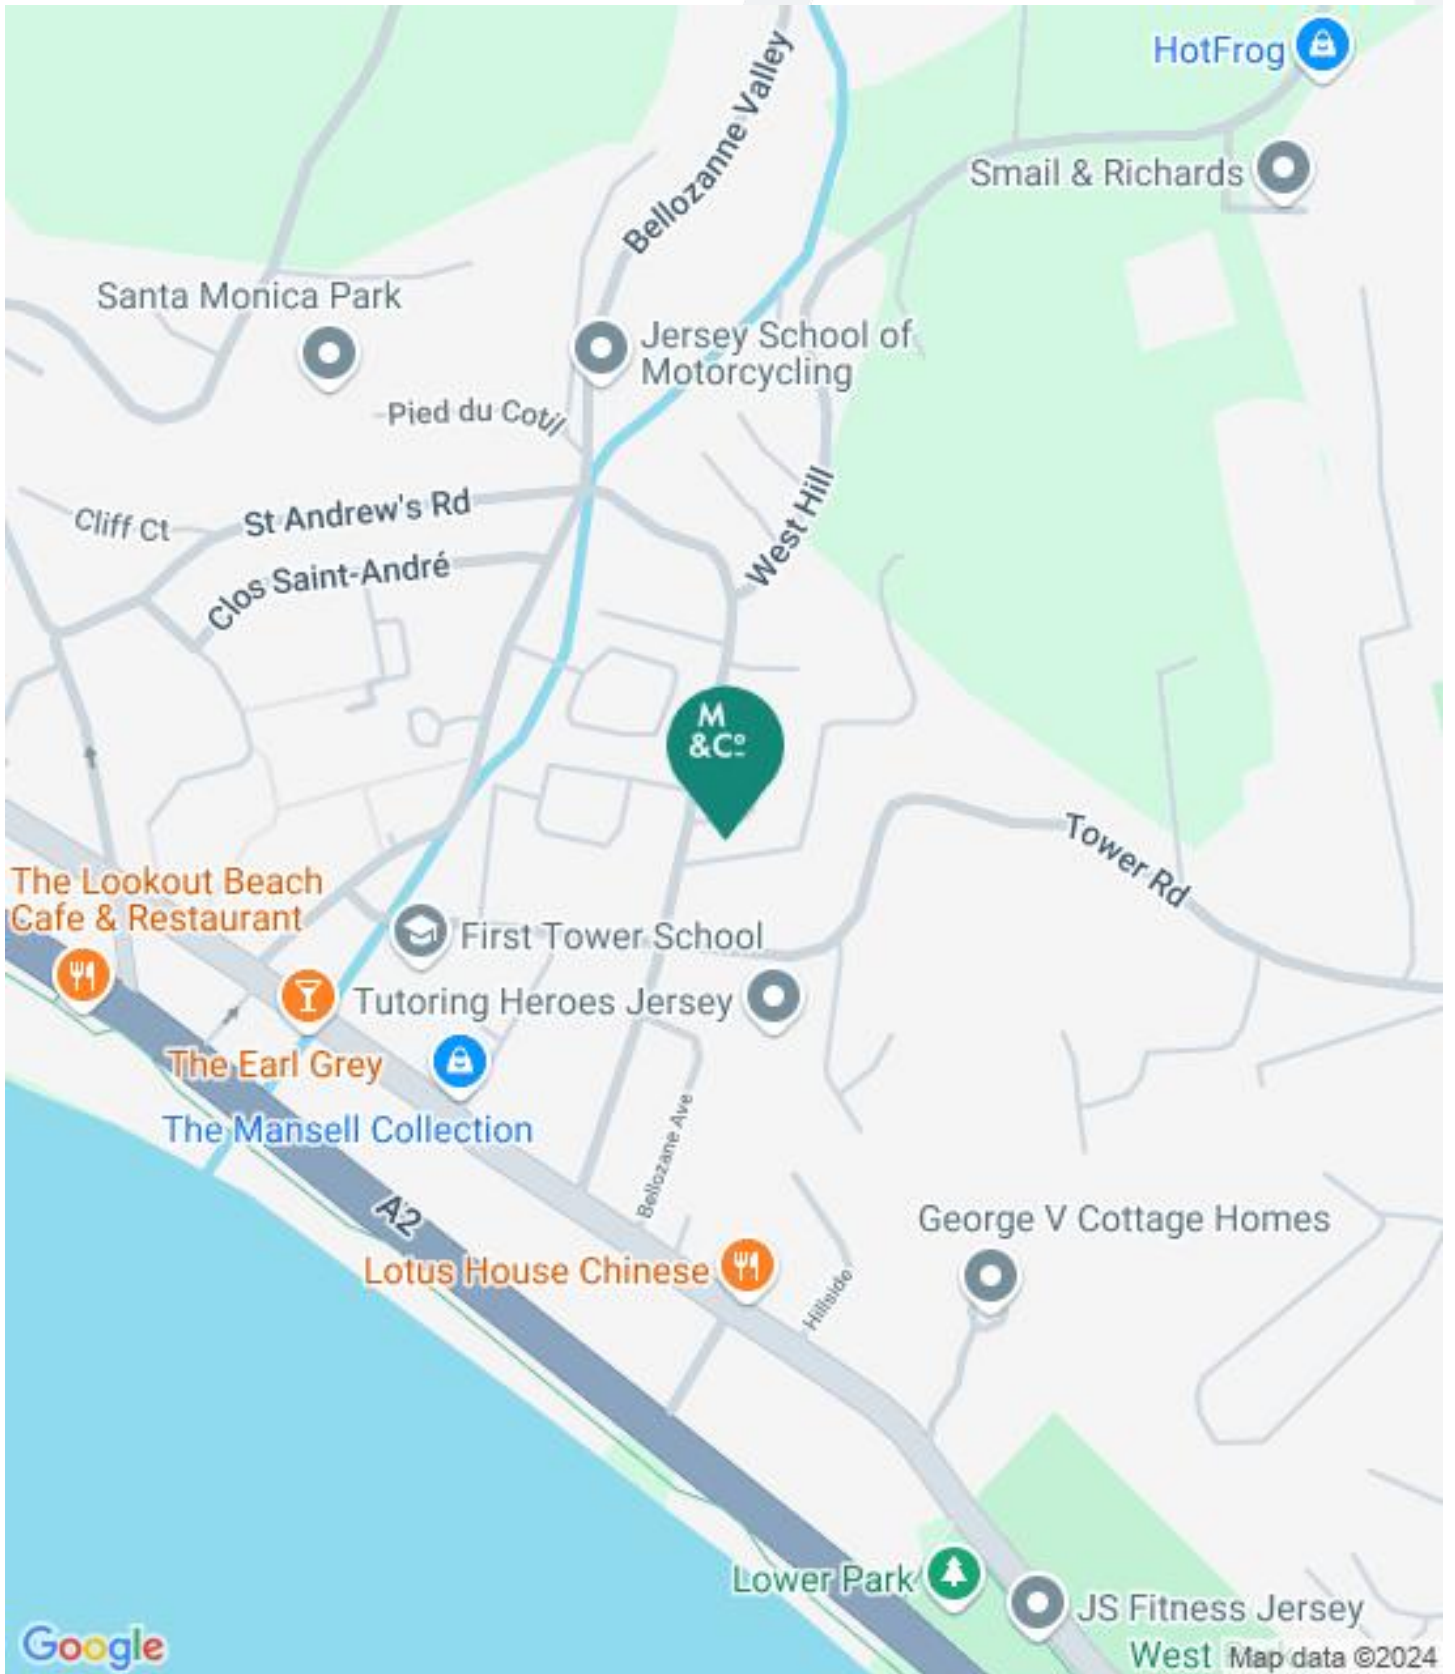 Bellozanne Valley
HotFrog
Smail & Richards
Santa Monica Park
Jersey School of
Motorcycling
Pied du Cotil
West Hill
St Andrew's Rd
Cliff Ct
Clos Saint-André
M
&Cº
Tower Rd
The Lookout Beach
Cafe & Restaurant
First Tower School
Tutoring Heroes Jersey
The Earl Grey
The Mansell Collection
Bellozane Ave
A2
George V Cottage Homes
Lotus House Chinese
Hillside
Lower Park
JS Fitness Jersey
West
Google
Map data ©2024